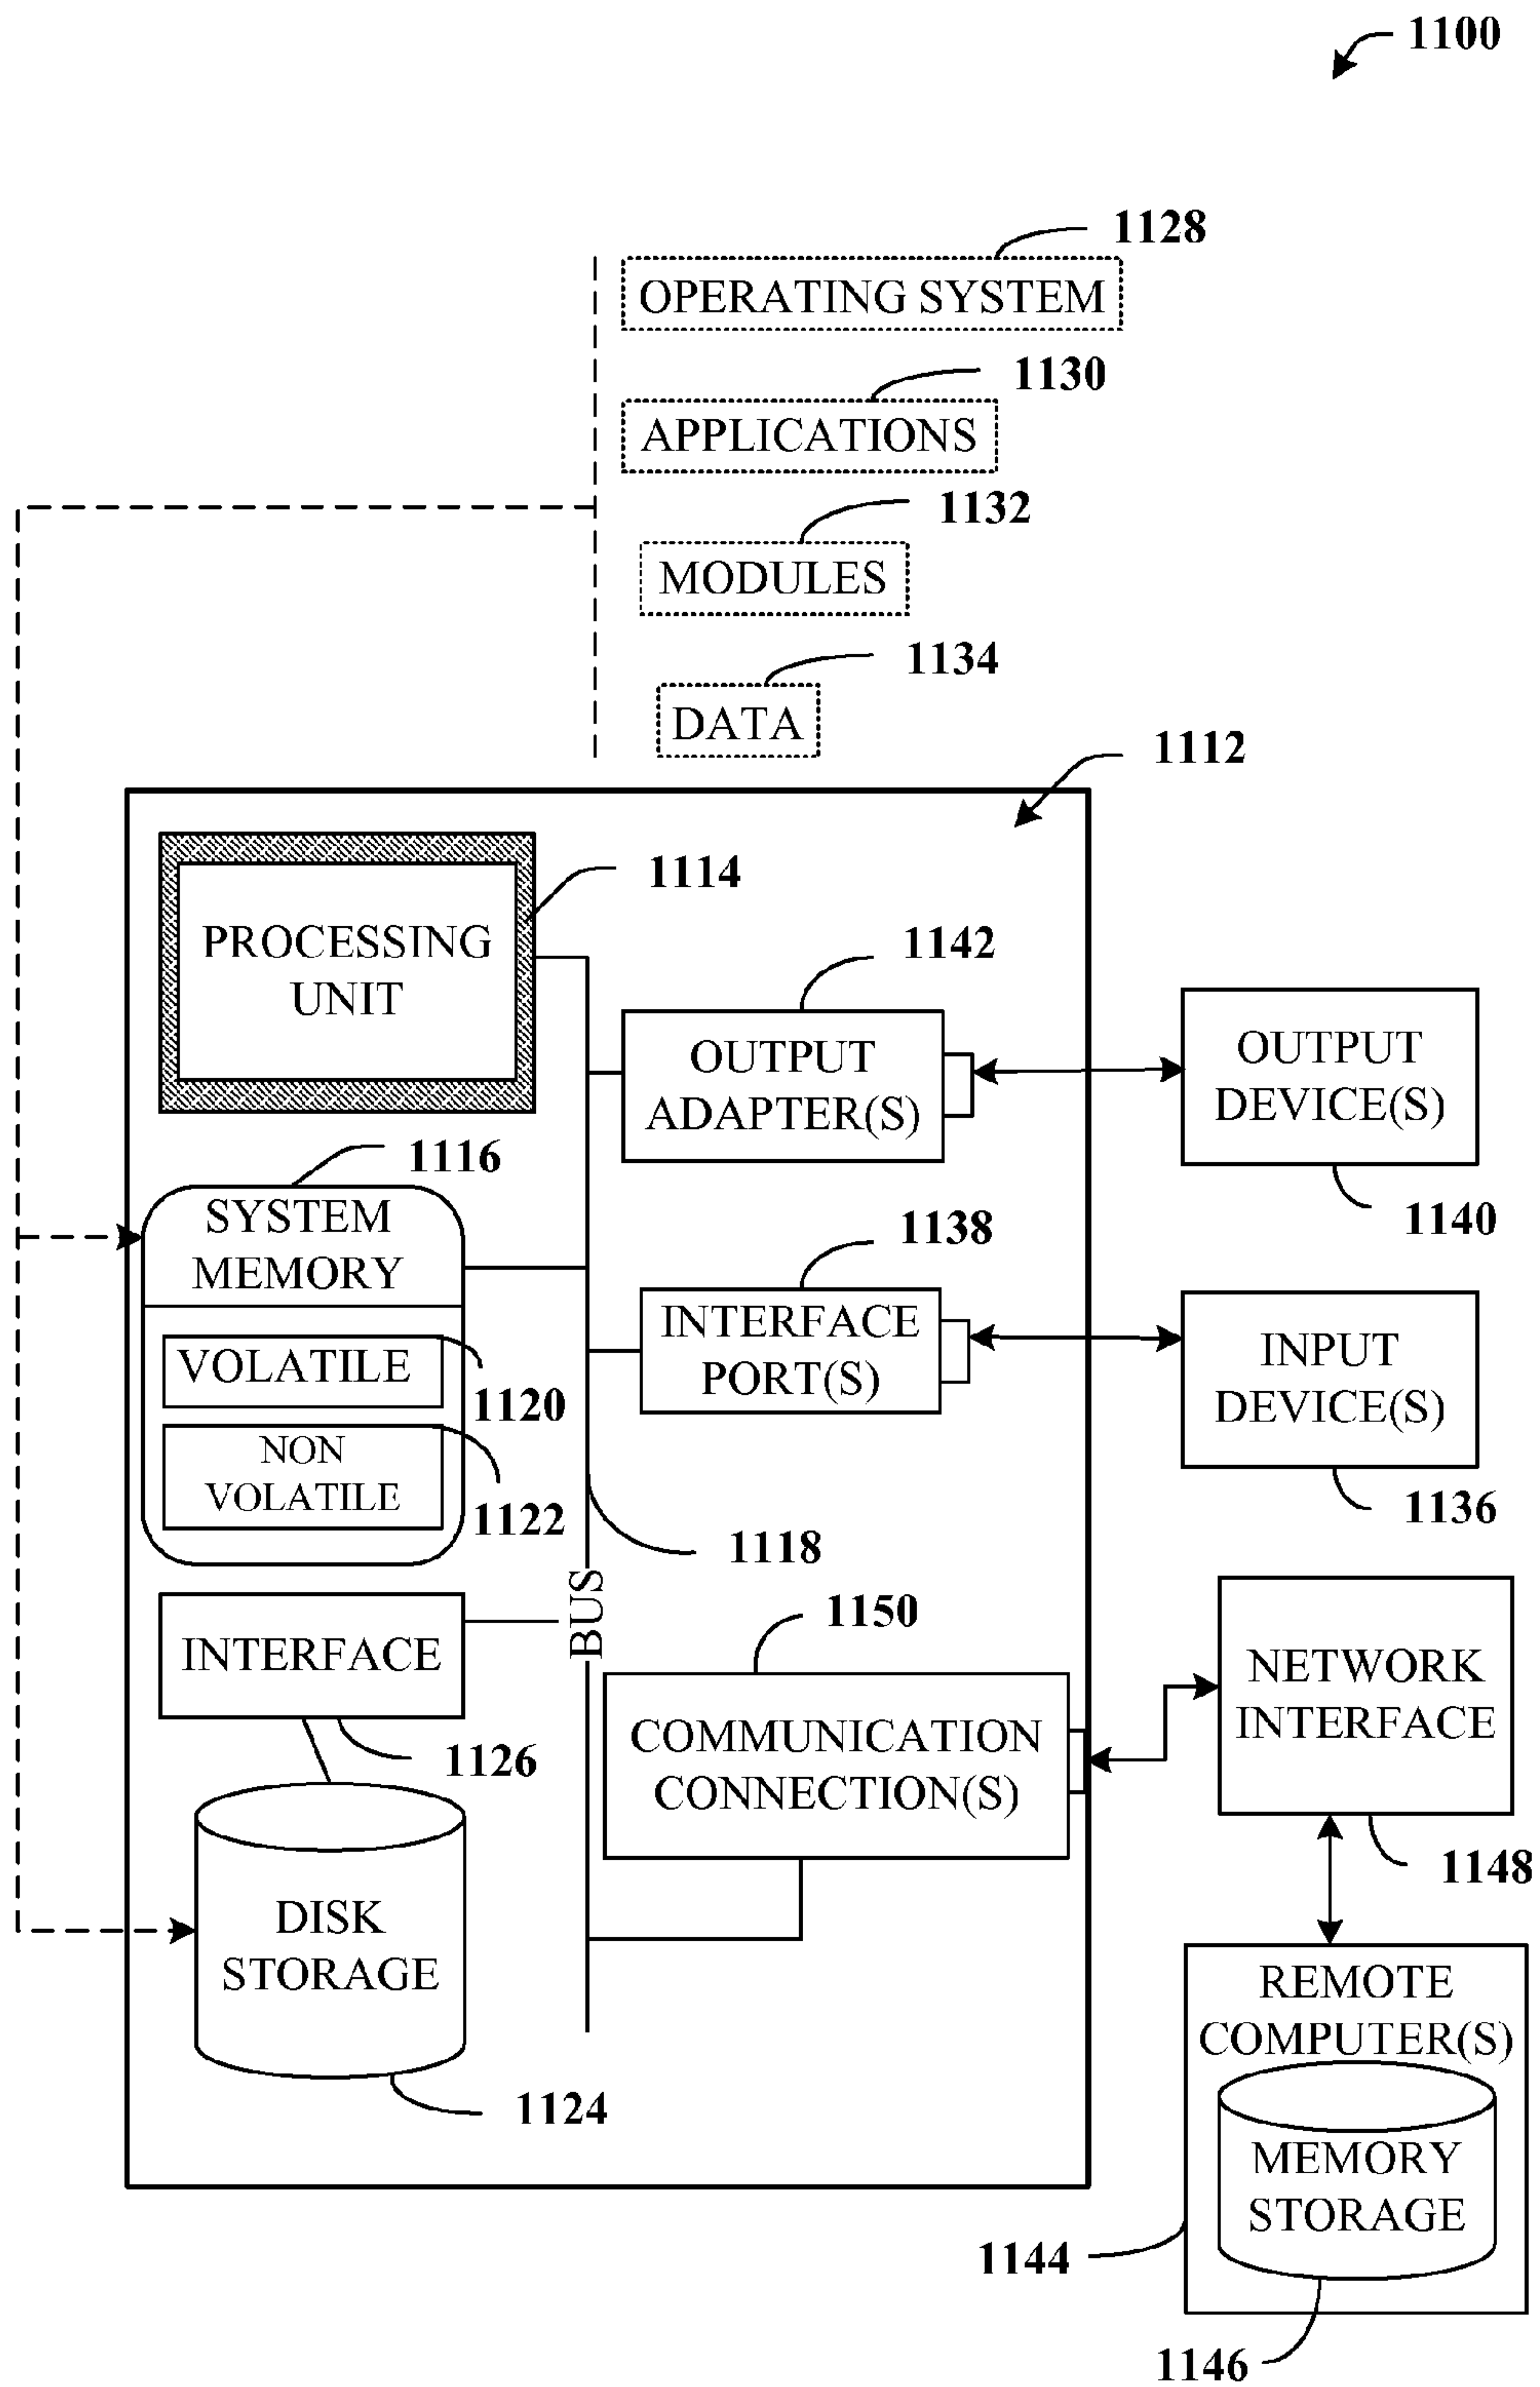 1100
1128
OPERATING SYSTEM
1130
APPLICATIONS
1132
MODULES
1134
DATA
1112
PROCESSING
UNIT
1114
1142
OUTPUT
ADAPTER(S)
OUTPUT
DEVICE(S)
1140
1116
SYSTEM
MEMORY
VOLATILE
1120
NON
VOLATILE
1122
1138
INTERFACE
PORT(S)
INPUT
DEVICE(S)
1136
1118
BUS
INTERFACE
1126
1150
COMMUNICATION
CONNECTION(S)
NETWORK
INTERFACE
1148
DISK
STORAGE
1124
REMOTE
COMPUTER(S)
MEMORY
STORAGE
1144
1146